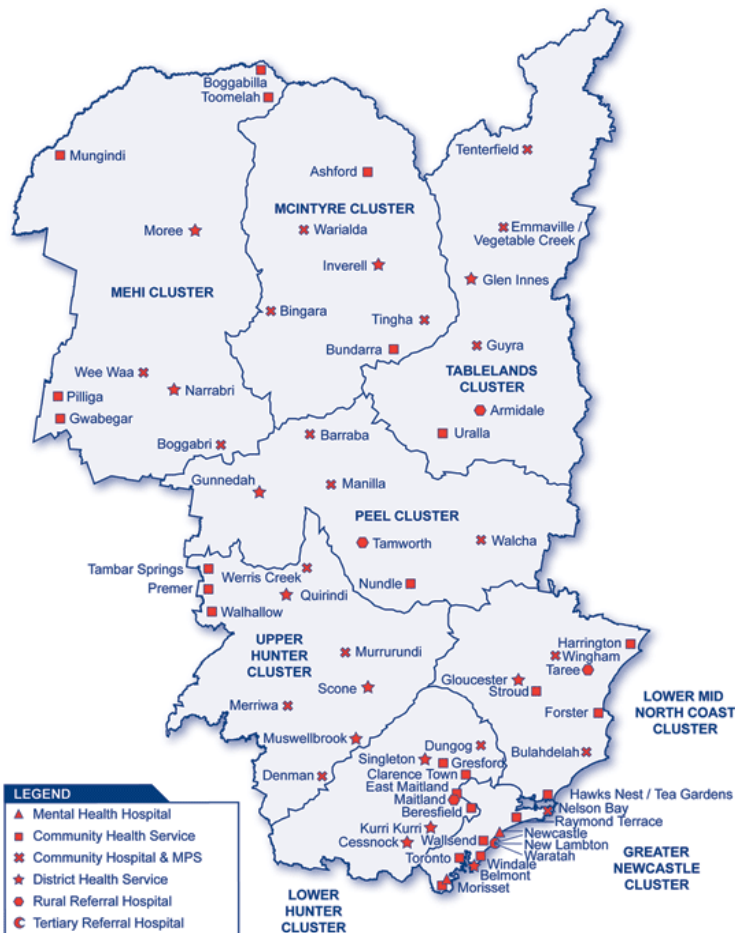 Boggabilla
Toomelah
Mungindi
Tenterfield
Ashford
MCINTYRE CLUSTER
Warialda
Emmaville /
Vegetable Creek
Moree
Inverell
Glen Innes
MEHI CLUSTER
Bingara
Tingha
Guyra
Bundarra
TABLELANDS
CLUSTER
Wee Waa
Narrabri
Pilliga
Gwabegar
Armidale
Uralla
Boggabri
Barraba
Gunnedah
Manilla
PEEL CLUSTER
Tamworth
Walcha
Tambar Springs
Werris Creek
Premer
Quirindi
Nundle
Walhallow
UPPER
HUNTER
CLUSTER
Murrurundi
Harrington
Wingham
Taree
Gloucester
Stroud
Scone
Merriwa
Forster
LOWER MID
NORTH COAST
CLUSTER
Muswellbrook
Dungog
Bulahdelah
Singleton
Gresford
Denman
Clarence Town
East Maitland
Maitland
Beresfield
Hawks Nest / Tea Gardens
Nelson Bay
Raymond Terrace
Kurri Kurri
Newcastle
Wallsend
New Lambton
Cessnock
Waratah
Toronto
Windale
Belmont
Morisset
GREATER
NEWCASTLE
CLUSTER
LOWER
HUNTER
CLUSTER
LEGEND
Mental Health Hospital
Community Health Service
Community Hospital & MPS
District Health Service
Rural Referral Hospital
Tertiary Referral Hospital